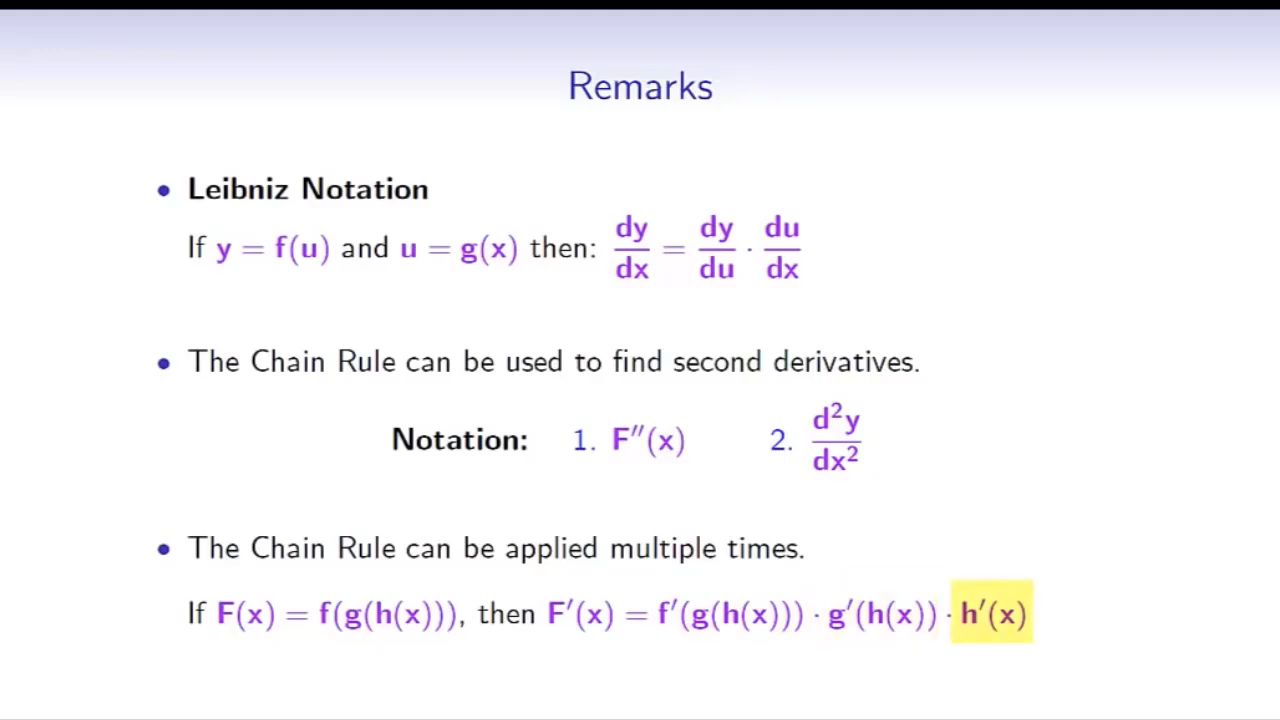 Remarks
• Leibniz Notation
If y = f(u) and u = g(x) then: dy/dx = dy/du · du/dx
• The Chain Rule can be used to find second derivatives.
Notation: 1. F″(x) 2. d²y/dx²
• The Chain Rule can be applied multiple times.
If F(x) = f(g(h(x))), then F′(x) = f′(g(h(x))) · g′(h(x)) · h′(x)